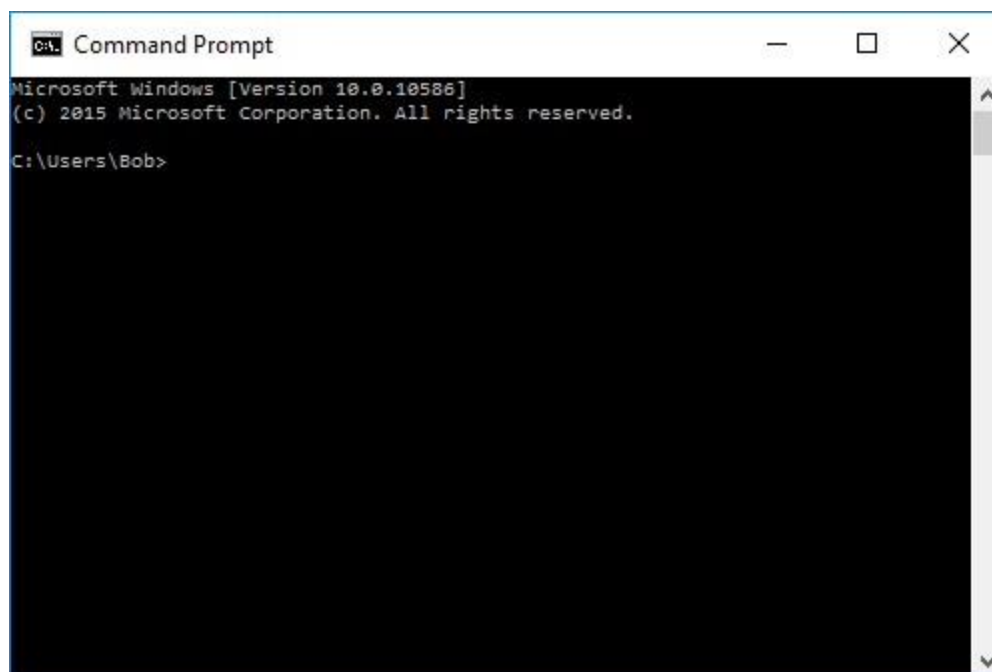 Command Prompt
Microsoft Windows [Version 10.0.10586]
(c) 2015 Microsoft Corporation. All rights reserved.
C:\Users\Bob>